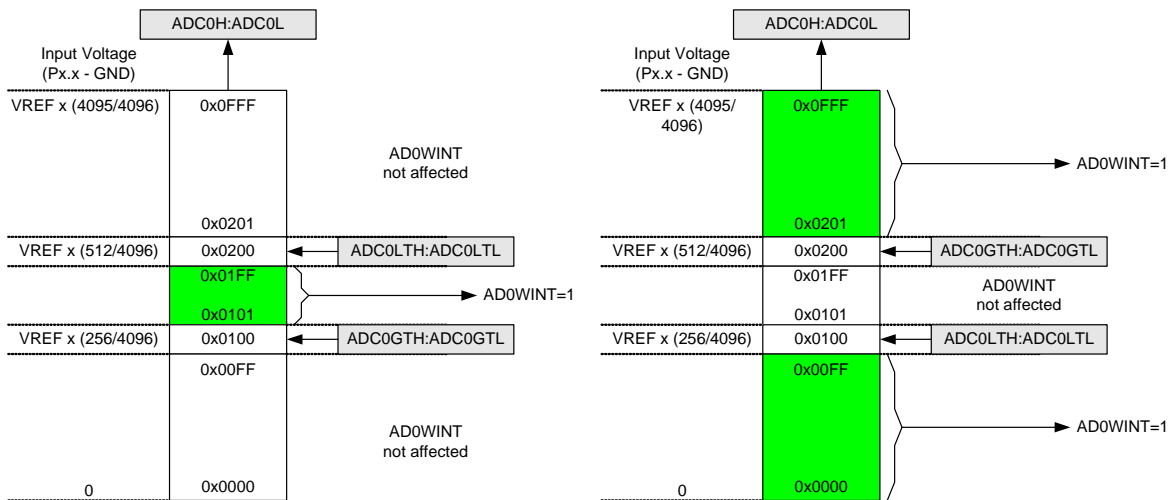 ADC0H:ADC0L
Input Voltage
(Px.x - GND)
VREF x (4095/4096)
0x0FFF
AD0WINT
not affected
0x0201
VREF x (512/4096)
0x0200
ADC0LTH:ADC0LTL
0x01FF
AD0WINT=1
0x0101
VREF x (256/4096)
0x0100
ADC0GTH:ADC0GTL
0x00FF
AD0WINT
not affected
0
0x0000
ADC0H:ADC0L
Input Voltage
(Px.x - GND)
VREF x (4095/
4096)
0x0FFF
AD0WINT=1
0x0201
VREF x (512/4096)
0x0200
ADC0GTH:ADC0GTL
0x01FF
AD0WINT
not affected
0x0101
VREF x (256/4096)
0x0100
ADC0LTH:ADC0LTL
0x00FF
AD0WINT=1
0
0x0000